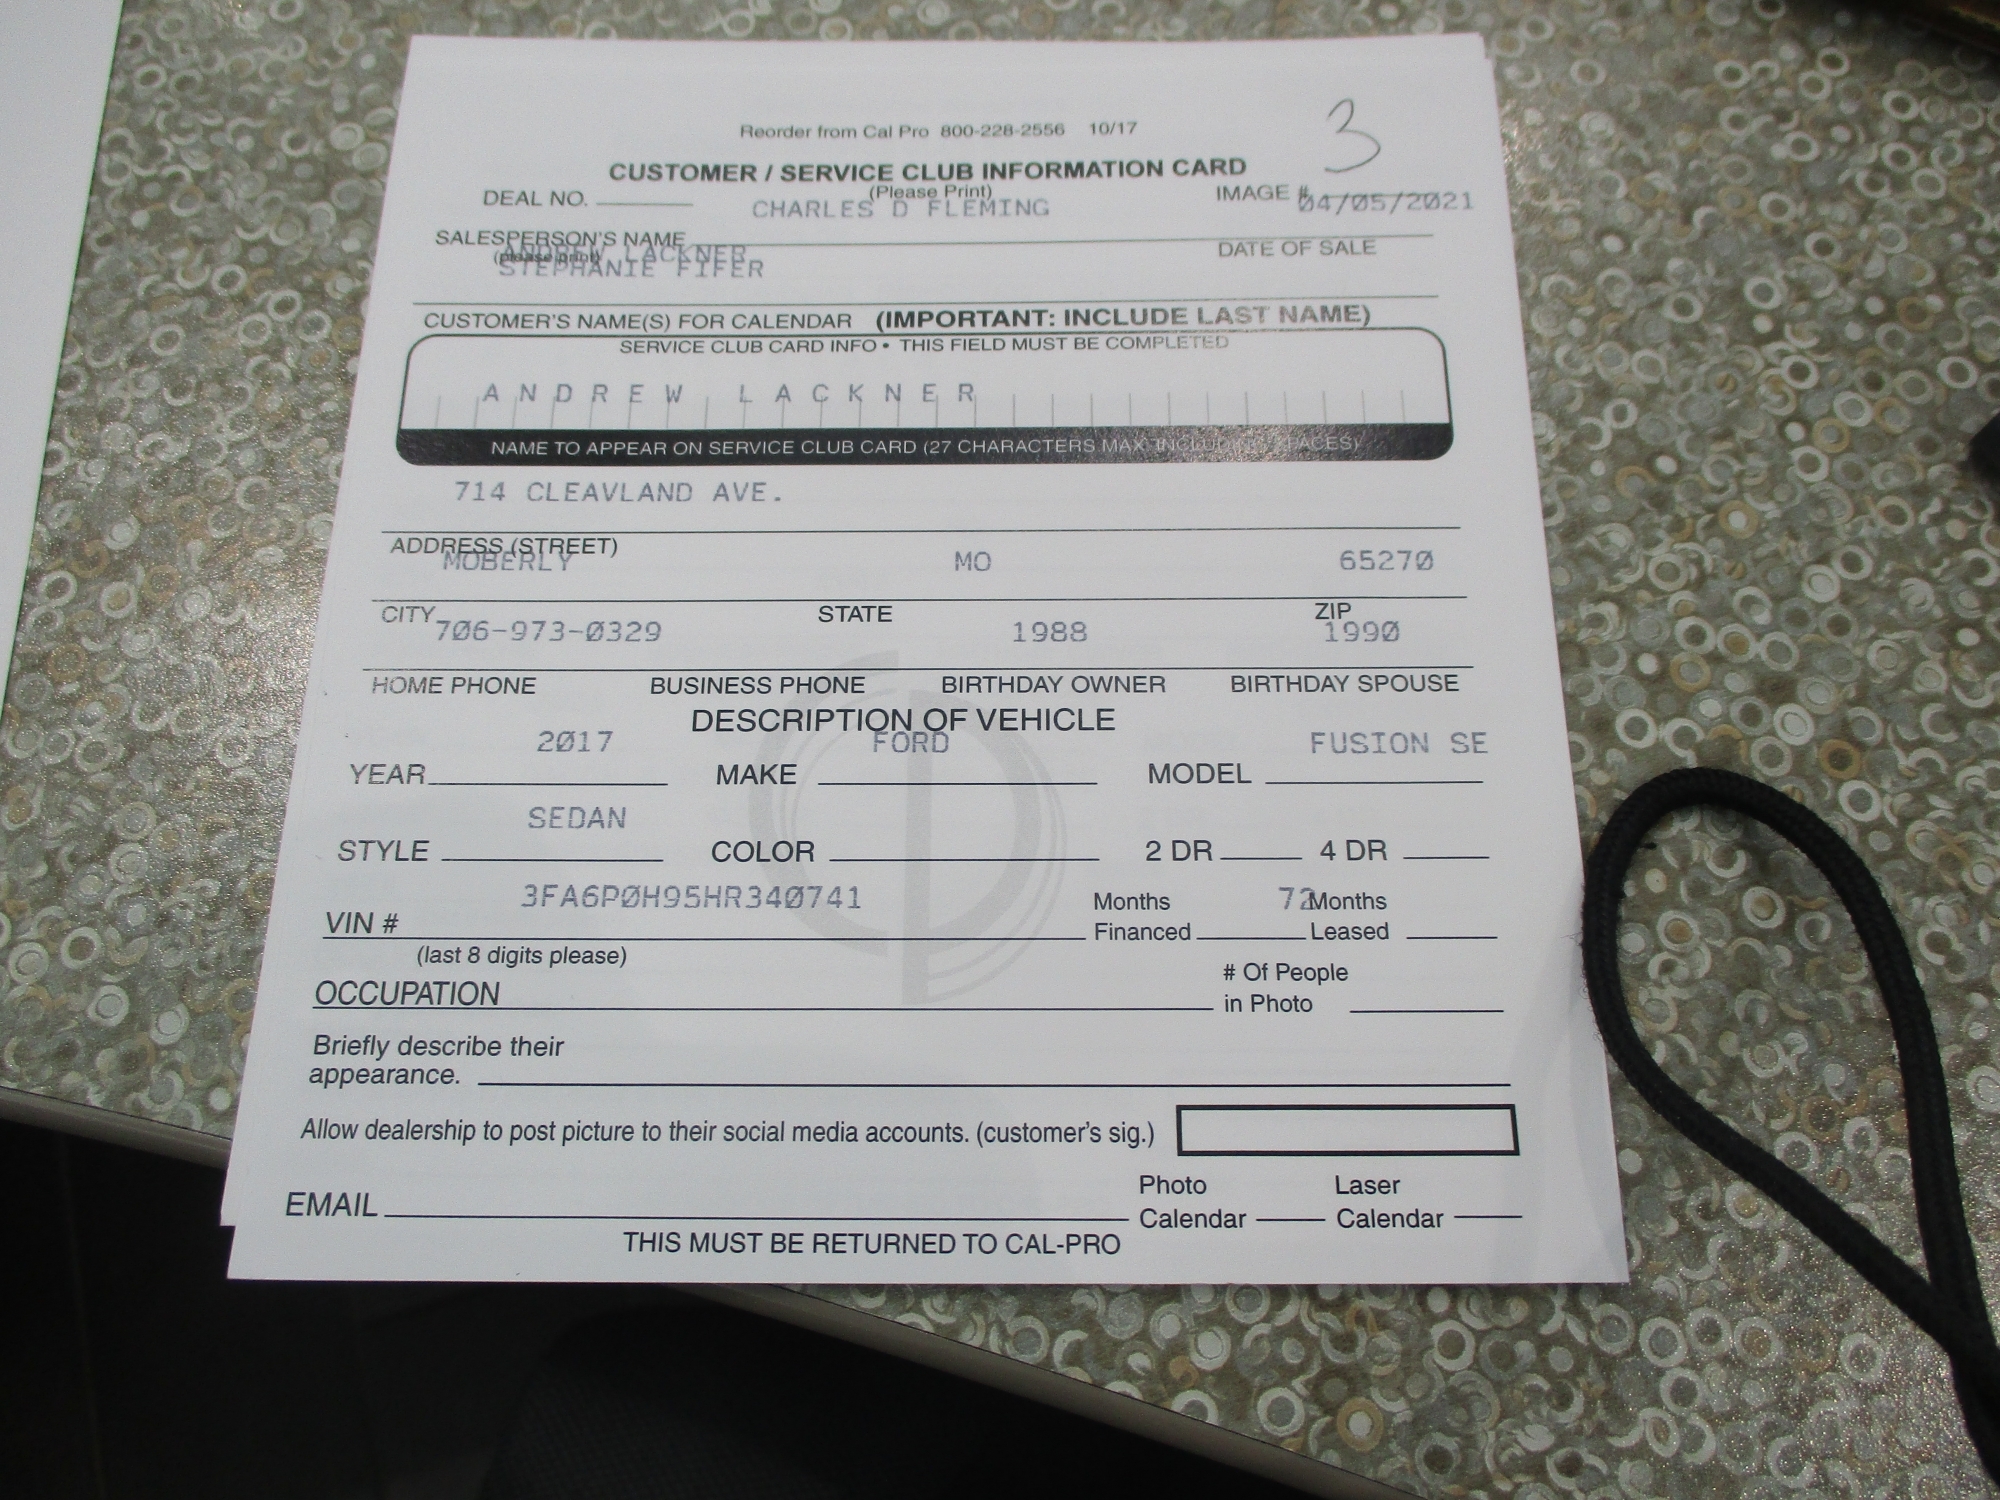 3
Reorder from Cal Pro 800-228-2556 10/17
CUSTOMER / SERVICE CLUB INFORMATION CARD
(Please Print)
DEAL NO. CHARLES D FLEMING IMAGE # 04/05/2021
SALESPERSON'S NAME DATE OF SALE
(please print) ANDREW LACKNER
STEPHANIE FIFER
CUSTOMER'S NAME(S) FOR CALENDAR (IMPORTANT: INCLUDE LAST NAME)
SERVICE CLUB CARD INFO • THIS FIELD MUST BE COMPLETED
ANDREW LACKNER
NAME TO APPEAR ON SERVICE CLUB CARD (27 CHARACTERS MAX INCLUDING SPACES)
714 CLEAVLAND AVE.
ADDRESS (STREET)
MOBERLY MO 65270
CITY STATE ZIP
706-973-0329 1988 1990
HOME PHONE BUSINESS PHONE BIRTHDAY OWNER BIRTHDAY SPOUSE
DESCRIPTION OF VEHICLE
2017 FORD FUSION SE
YEAR MAKE MODEL
SEDAN
STYLE COLOR 2 DR 4 DR
3FA6P0H95HR340741 Months 72 Months
VIN # Financed Leased
(last 8 digits please)
OCCUPATION # Of People
in Photo
Briefly describe their
appearance.
Allow dealership to post picture to their social media accounts. (customer's sig.)
Photo Laser
EMAIL Calendar Calendar
THIS MUST BE RETURNED TO CAL-PRO